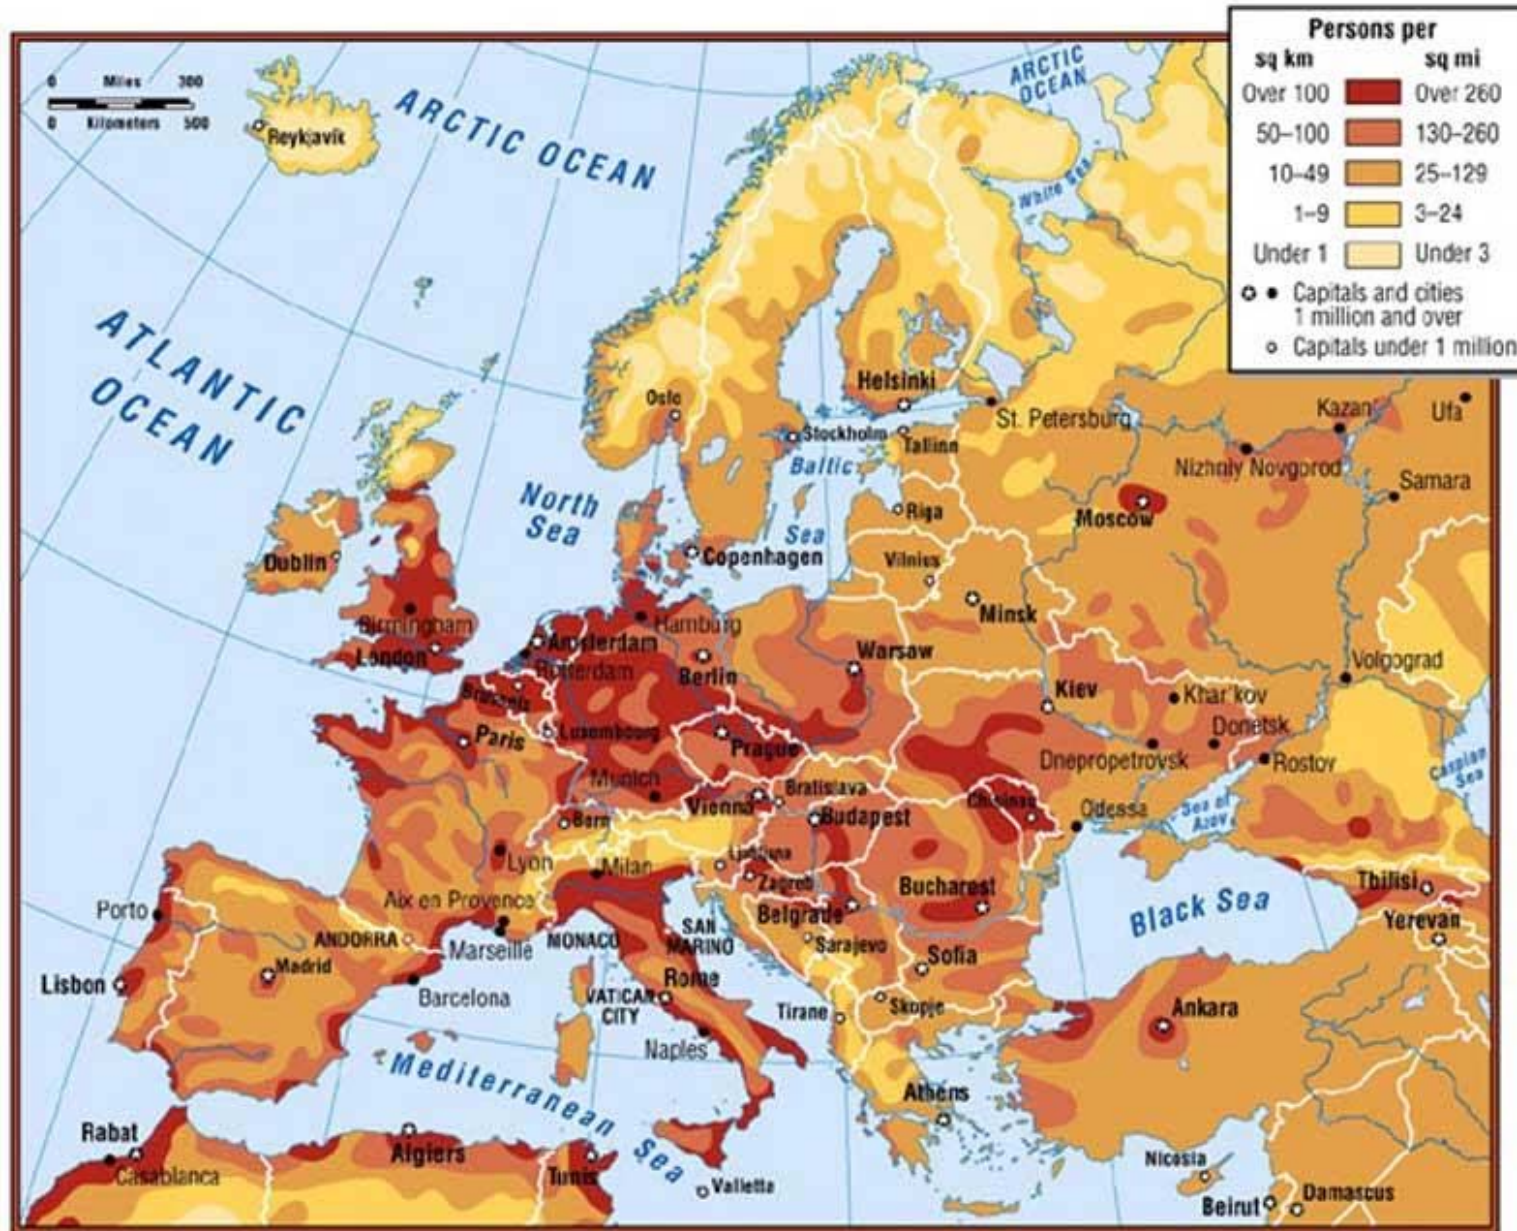 Persons per
sq km sq mi
Over 100 Over 260
50–100 130–260
10–49 25–129
1–9 3–24
Under 1 Under 3
Capitals and cities
1 million and over
Capitals under 1 million
0 Miles 300
0 Kilometers 500
Reykjavík
ARCTIC OCEAN
ARCTIC
OCEAN
White Sea
ATLANTIC
OCEAN
Oslo
Helsinki
St. Petersburg
Kazan'
Ufa
Stockholm
Tallinn
Baltic
Sea
Nizhniy Novgorod
Samara
North
Sea
Riga
Moscow
Dublin
Copenhagen
Vilnius
Minsk
Birmingham
Hamburg
London
Amsterdam
Rotterdam
Berlin
Warsaw
Volgograd
Brussels
Kiev
Khar'kov
Paris
Luxembourg
Prague
Donetsk
Dnepropetrovsk
Rostov
Caspian
Sea
Munich
Vienna
Bratislava
Chisinau
Odessa
Sea of
Azov
Bern
Budapest
Lyon
Milan
Ljubljana
Zagreb
Tbilisi
Porto
Aix en Provence
Belgrade
Bucharest
Black Sea
Yerevan
ANDORRA
Marseille
MONACO
SAN
MARINO
Sarajevo
Sofia
Lisbon
Madrid
Barcelona
VATICAN
CITY
Rome
Tirane
Skopje
Ankara
Naples
Mediterranean Sea
Athens
Rabat
Casablanca
Algiers
Tunis
Valletta
Nicosia
Beirut
Damascus